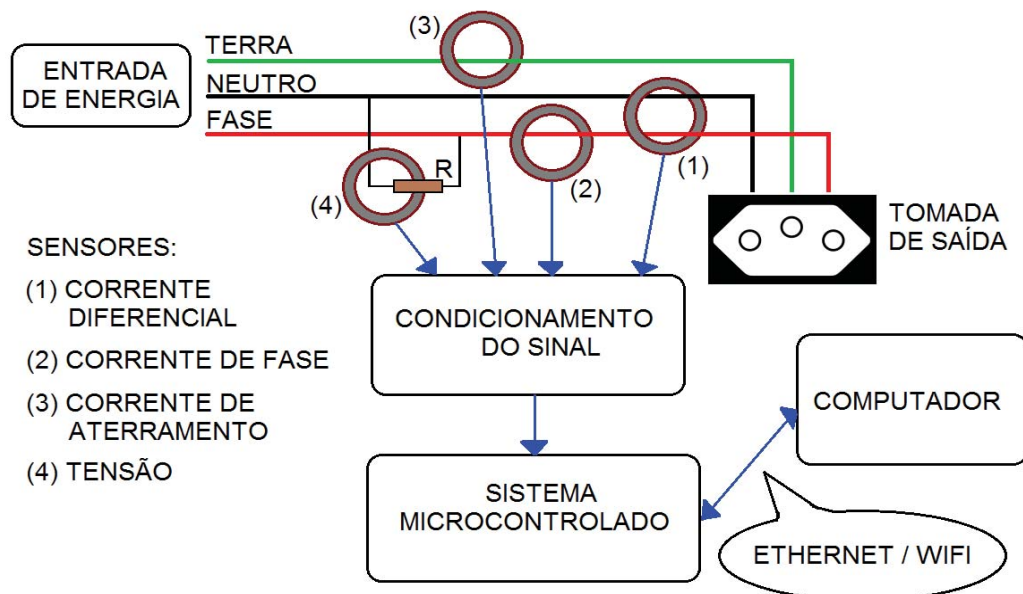 (3)
TERRA
ENTRADA
DE ENERGIA
NEUTRO
FASE
R
(4)
(2)
(1)
TOMADA
DE SAÍDA
SENSORES:
(1) CORRENTE
DIFERENCIAL
(2) CORRENTE DE FASE
(3) CORRENTE DE
ATERRAMENTO
(4) TENSÃO
CONDICIONAMENTO
DO SINAL
COMPUTADOR
SISTEMA
MICROCONTROLADO
ETHERNET / WIFI